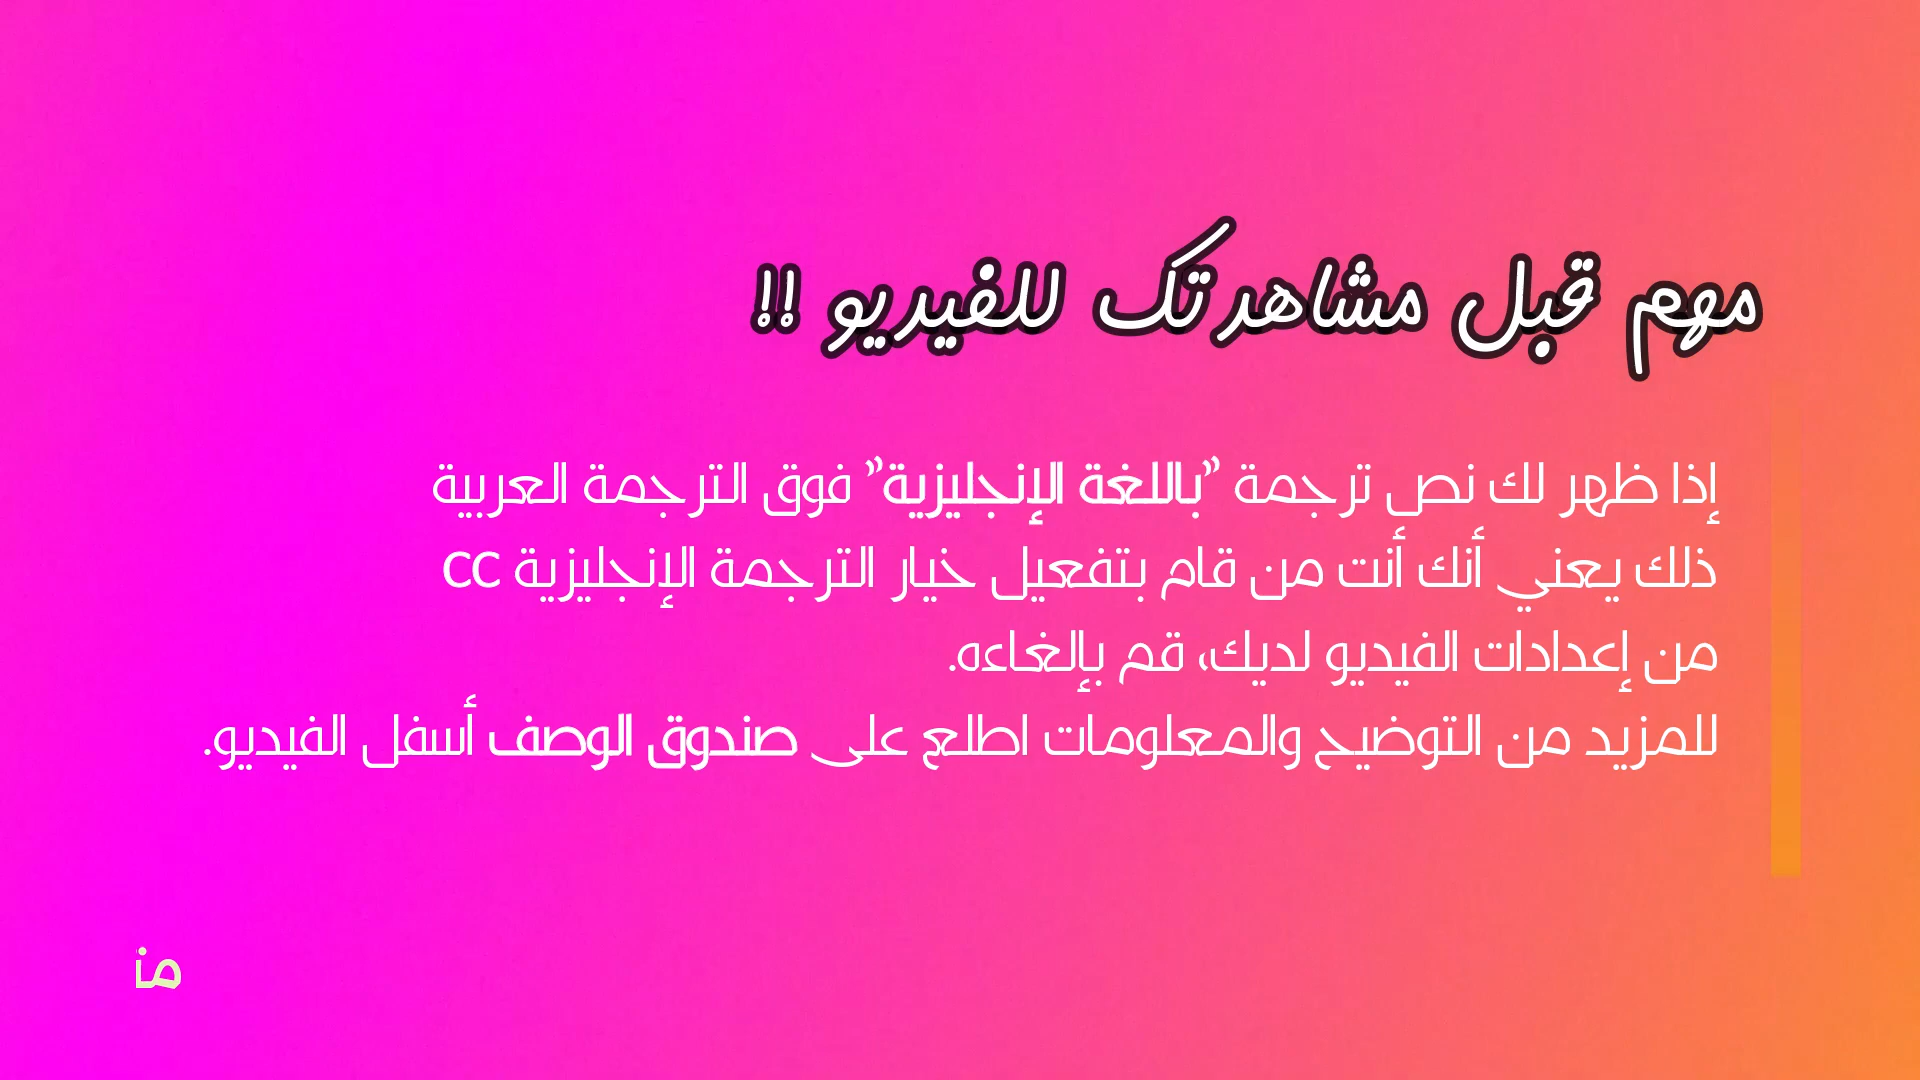 مهم قبل مشاهدتك للفيديو !!
إذا ظهر لك نص ترجمة "باللغة الإنجليزية" فوق الترجمة العربية
ذلك يعني أنك أنت من قام بتفعيل خيار الترجمة الإنجليزية CC
من إعدادات الفيديو لديك، قم بإلغاءه.
للمزيد من التوضيح والمعلومات اطلع على صندوق الوصف أسفل الفيديو.